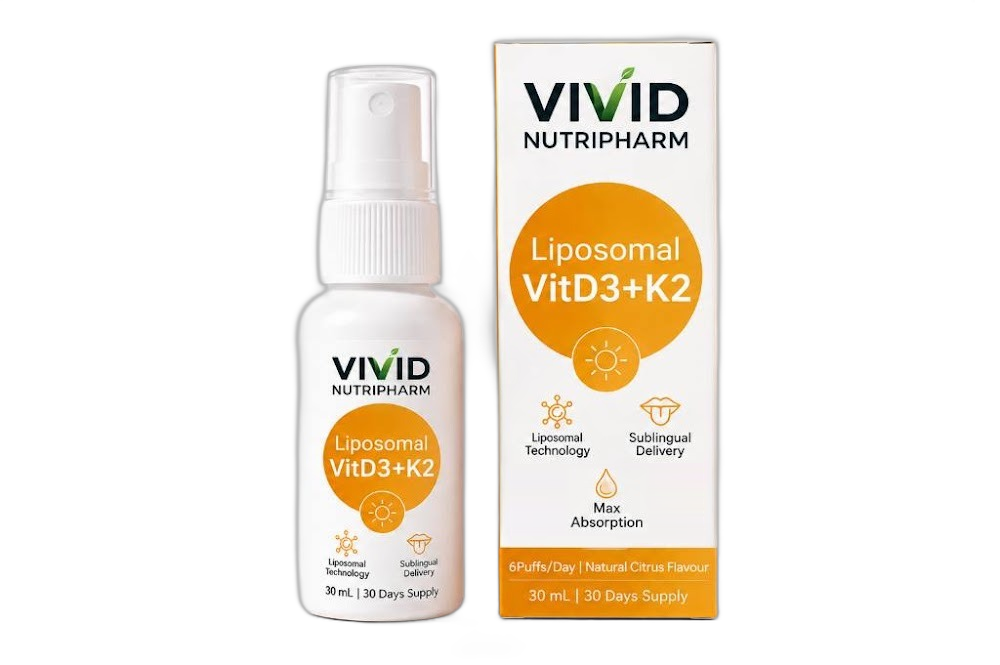 VIVID
NUTRIPHARM
Liposomal
VitD3+K2
Liposomal
Technology
Sublingual
Delivery
30 mL | 30 Days Supply
VIVID
NUTRIPHARM
Liposomal
VitD3+K2
Liposomal
Technology
Sublingual
Delivery
Max
Absorption
6Puffs/Day | Natural Citrus Flavour
30 mL | 30 Days Supply